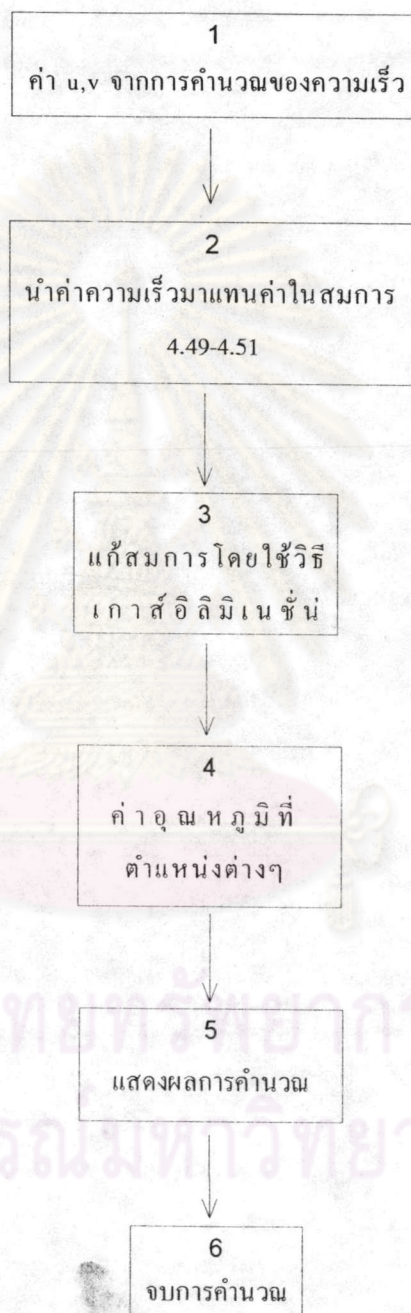 1
ค่า u,v จากการคำนวณของความเร็ว
2
นำค่าความเร็วมาแทนค่าในสมการ
4.49-4.51
3
แก้สมการโดยใช้วิธี
เกาส์อิลิมิเนชั่น่
4
ค่าอุณหภูมิที่
ตำแหน่งต่างๆ
5
แสดงผลการคำนวณ
6
จบการคำนวณ